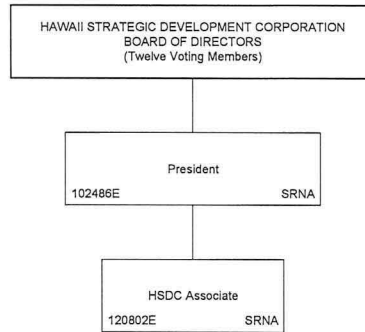 HAWAII STRATEGIC DEVELOPMENT CORPORATION
BOARD OF DIRECTORS
(Twelve Voting Members)
President
102486E SRNA
HSDC Associate
120802E SRNA